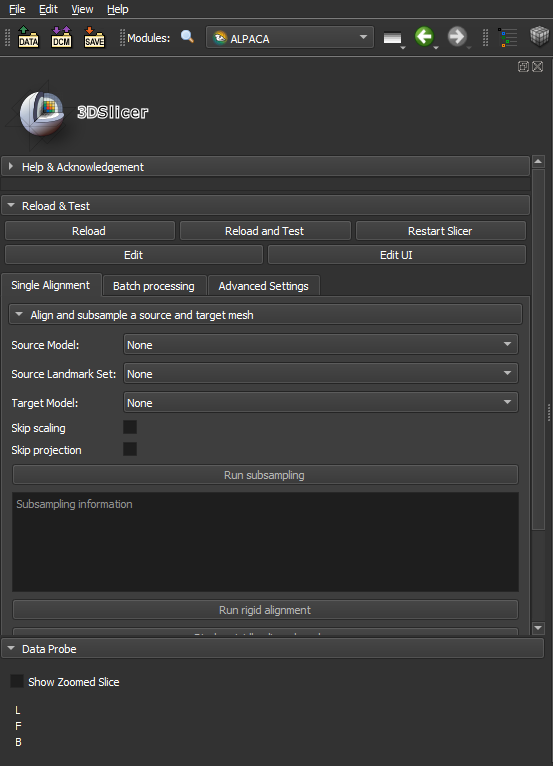 File Edit View Help
DATA DCM SAVE Modules: ALPACA
3DSlicer
Help & Acknowledgement
Reload & Test
Reload Reload and Test Restart Slicer
Edit Edit UI
Single Alignment Batch processing Advanced Settings
Align and subsample a source and target mesh
Source Model: None
Source Landmark Set: None
Target Model: None
Skip scaling
Skip projection
Run subsampling
Subsampling information
Run rigid alignment
Data Probe
Show Zoomed Slice
L
F
B